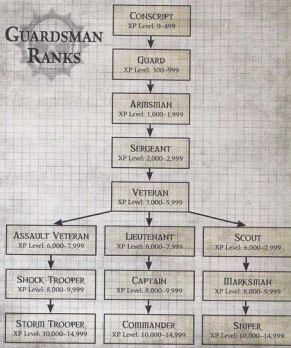 Guardsman
Ranks
Conscript
XP Level: 0–499
Guard
XP Level: 500–999
Armsman
XP Level: 1,000–1,999
Sergeant
XP Level: 2,000–2,999
Veteran
XP Level: 3,000–5,999
Assault Veteran
XP Level: 6,000–7,999
Lieutenant
XP Level: 6,000–7,999
Scout
XP Level: 6,000–7,999
Shock Trooper
XP Level: 8,000–9,999
Captain
XP Level: 8,000–9,999
Marksman
XP Level: 8,000–9,999
Storm Trooper
XP Level: 10,000–14,999
Commander
XP Level: 10,000–14,999
Sniper
XP Level: 10,000–14,999